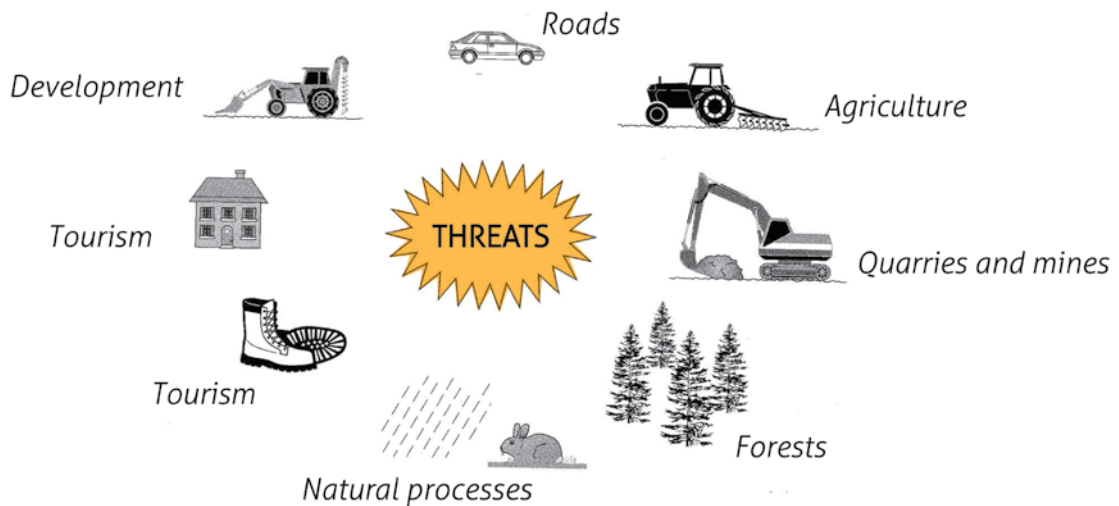 Roads
Development
Agriculture
THREATS
Tourism
Quarries and mines
Tourism
Forests
Natural processes